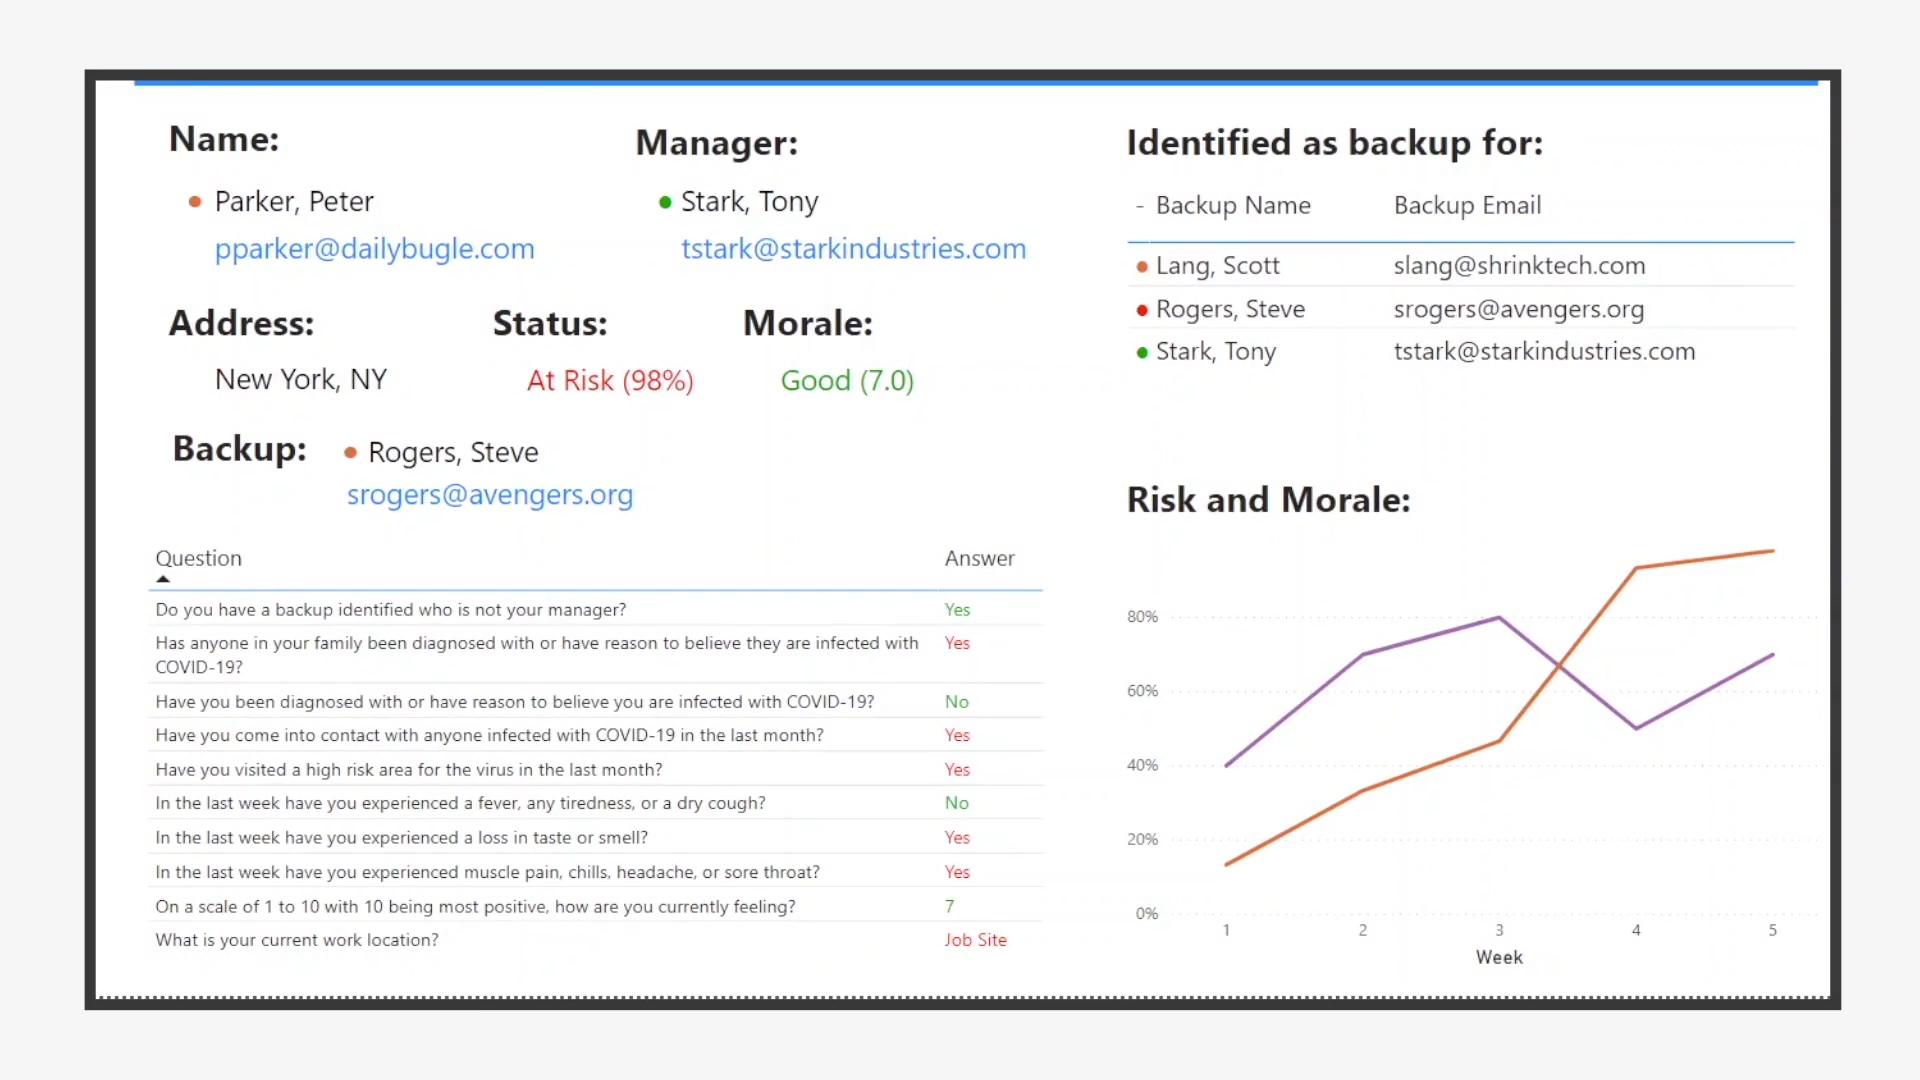 Name:
Parker, Peter
pparker@dailybugle.com
Manager:
Stark, Tony
tstark@starkindustries.com
Address:
New York, NY
Status:
At Risk (98%)
Morale:
Good (7.0)
Backup:
Rogers, Steve
srogers@avengers.org
Question Answer
Do you have a backup identified who is not your manager? Yes
Has anyone in your family been diagnosed with or have reason to believe they are infected with Yes
COVID-19?
Have you been diagnosed with or have reason to believe you are infected with COVID-19? No
Have you come into contact with anyone infected with COVID-19 in the last month? Yes
Have you visited a high risk area for the virus in the last month? Yes
In the last week have you experienced a fever, any tiredness, or a dry cough? No
In the last week have you experienced a loss in taste or smell? Yes
In the last week have you experienced muscle pain, chills, headache, or sore throat? Yes
On a scale of 1 to 10 with 10 being most positive, how are you currently feeling? 7
What is your current work location? Job Site
Identified as backup for:
- Backup Name Backup Email
Lang, Scott slang@shrinktech.com
Rogers, Steve srogers@avengers.org
Stark, Tony tstark@starkindustries.com
Risk and Morale:
80%
60%
40%
20%
0%
1 2 3 4 5
Week